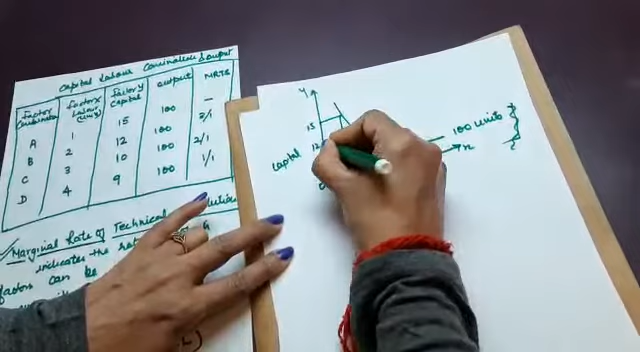 Capital Labour Combination & output
Factor Combination | factor x Labour (units) | factor y capital | output | MRTS
A | 1 | 15 | 100 | —
B | 2 | 12 | 100 | 3/1
C | 3 | 10 | 100 | 2/1
D | 4 | 9 | 100 | 1/1
Marginal Rate of Technical
indicates the
factors can be
y
15
12
capital
100 units
x